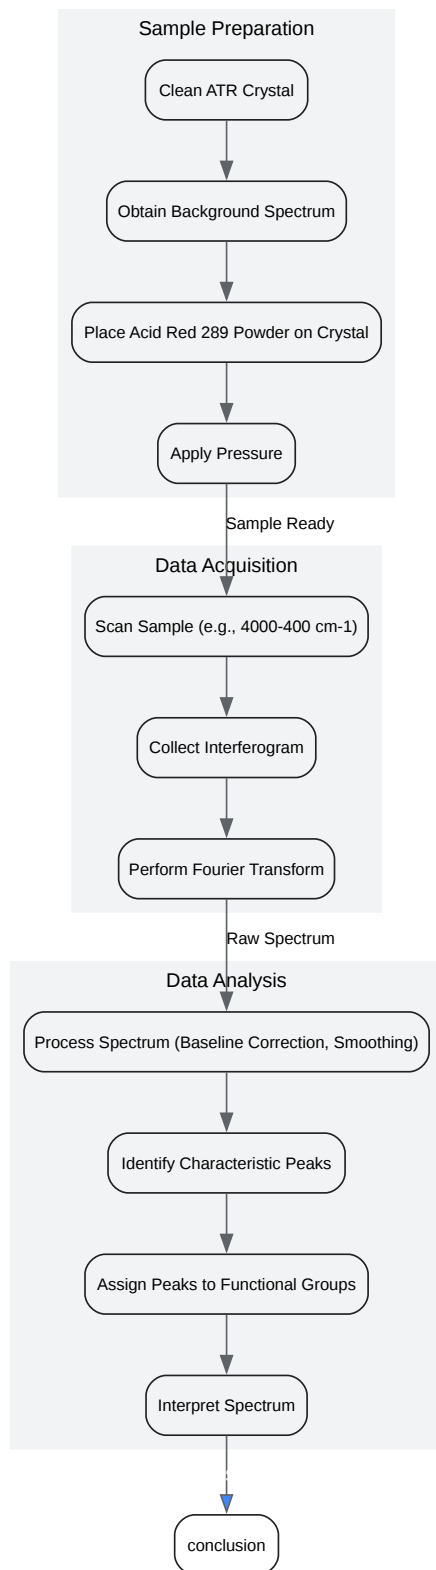 Sample Preparation
Clean ATR Crystal
Obtain Background Spectrum
Place Acid Red 289 Powder on Crystal
Apply Pressure
Sample Ready
Data Acquisition
Scan Sample (e.g., 4000-400 cm-1)
Collect Interferogram
Perform Fourier Transform
Raw Spectrum
Data Analysis
Process Spectrum (Baseline Correction, Smoothing)
Identify Characteristic Peaks
Assign Peaks to Functional Groups
Interpret Spectrum
conclusion